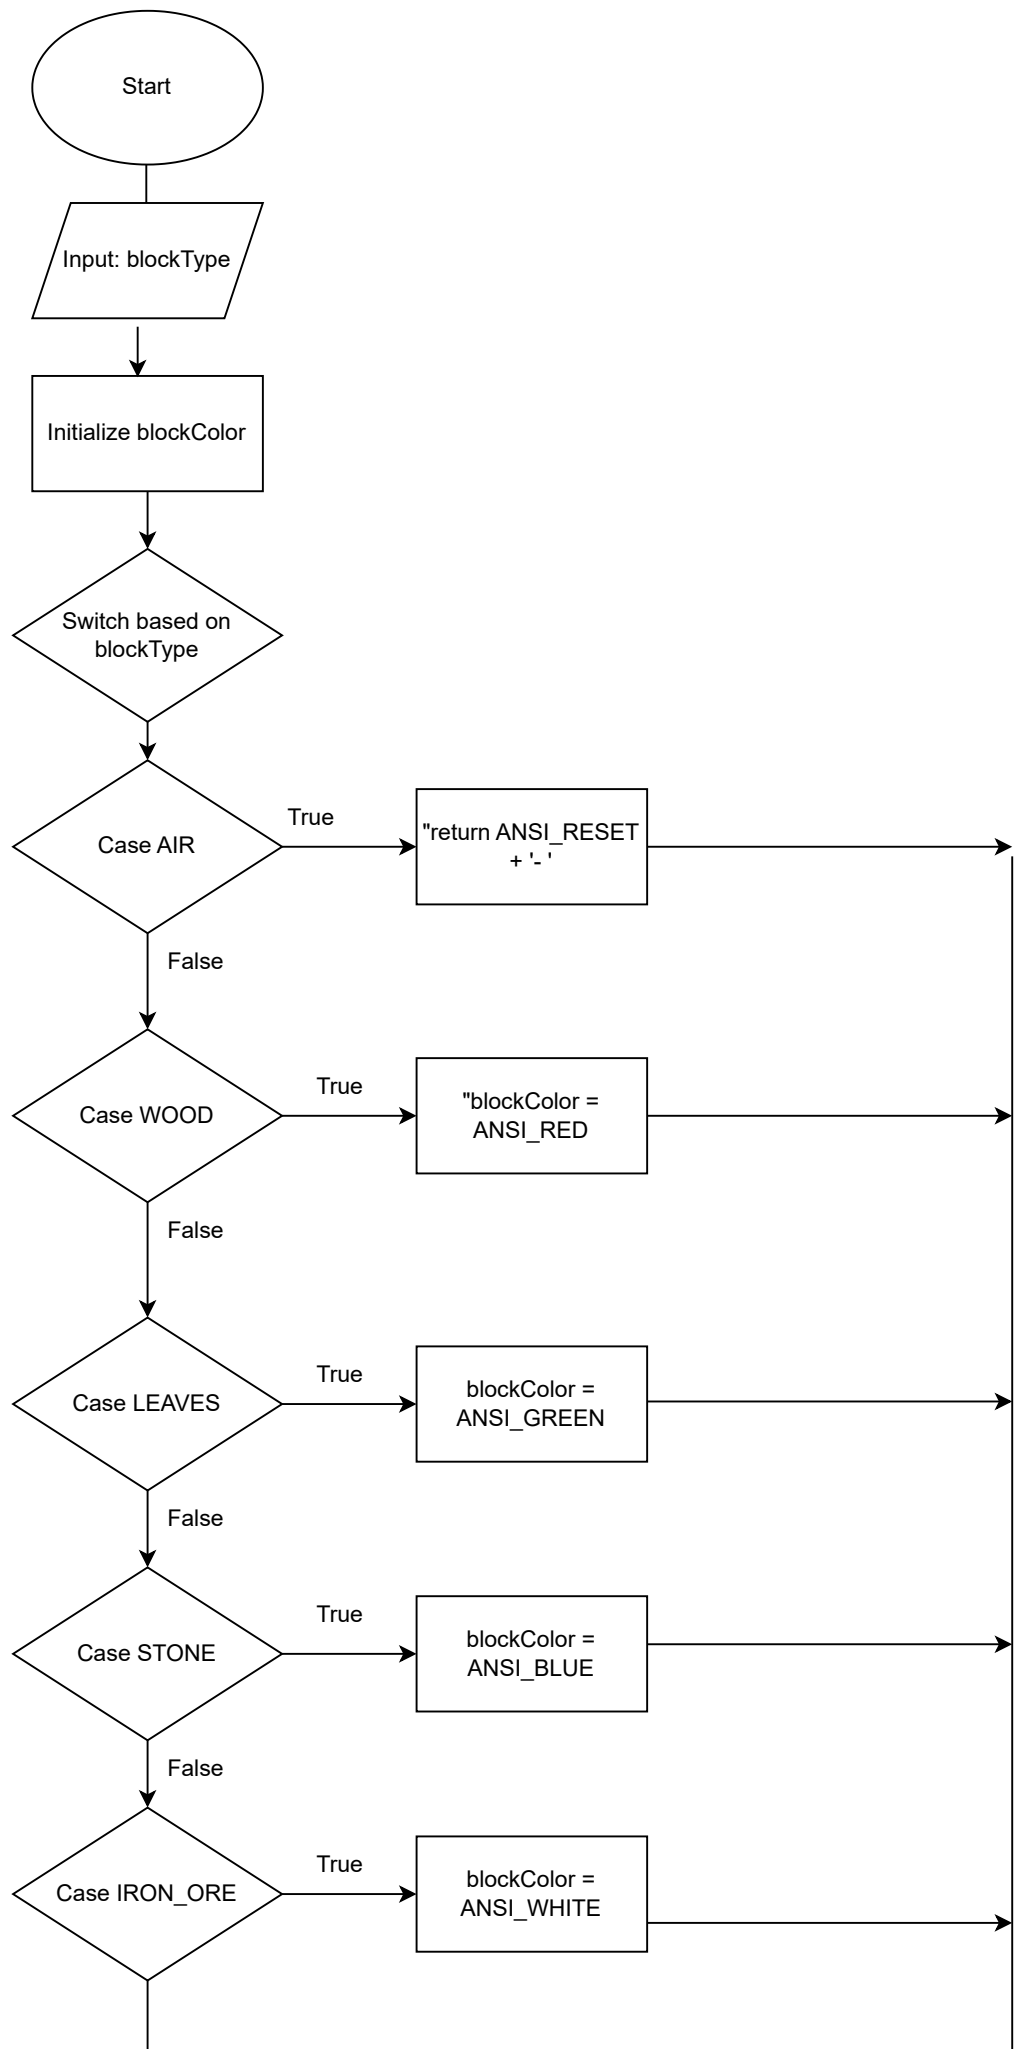 Start
Input: blockType
Initialize blockColor
Switch based on
blockType
Case AIR
True
"return ANSI_RESET
+ '- '
False
Case WOOD
True
"blockColor =
ANSI_RED
False
Case LEAVES
True
blockColor =
ANSI_GREEN
False
Case STONE
True
blockColor =
ANSI_BLUE
False
Case IRON_ORE
True
blockColor =
ANSI_WHITE